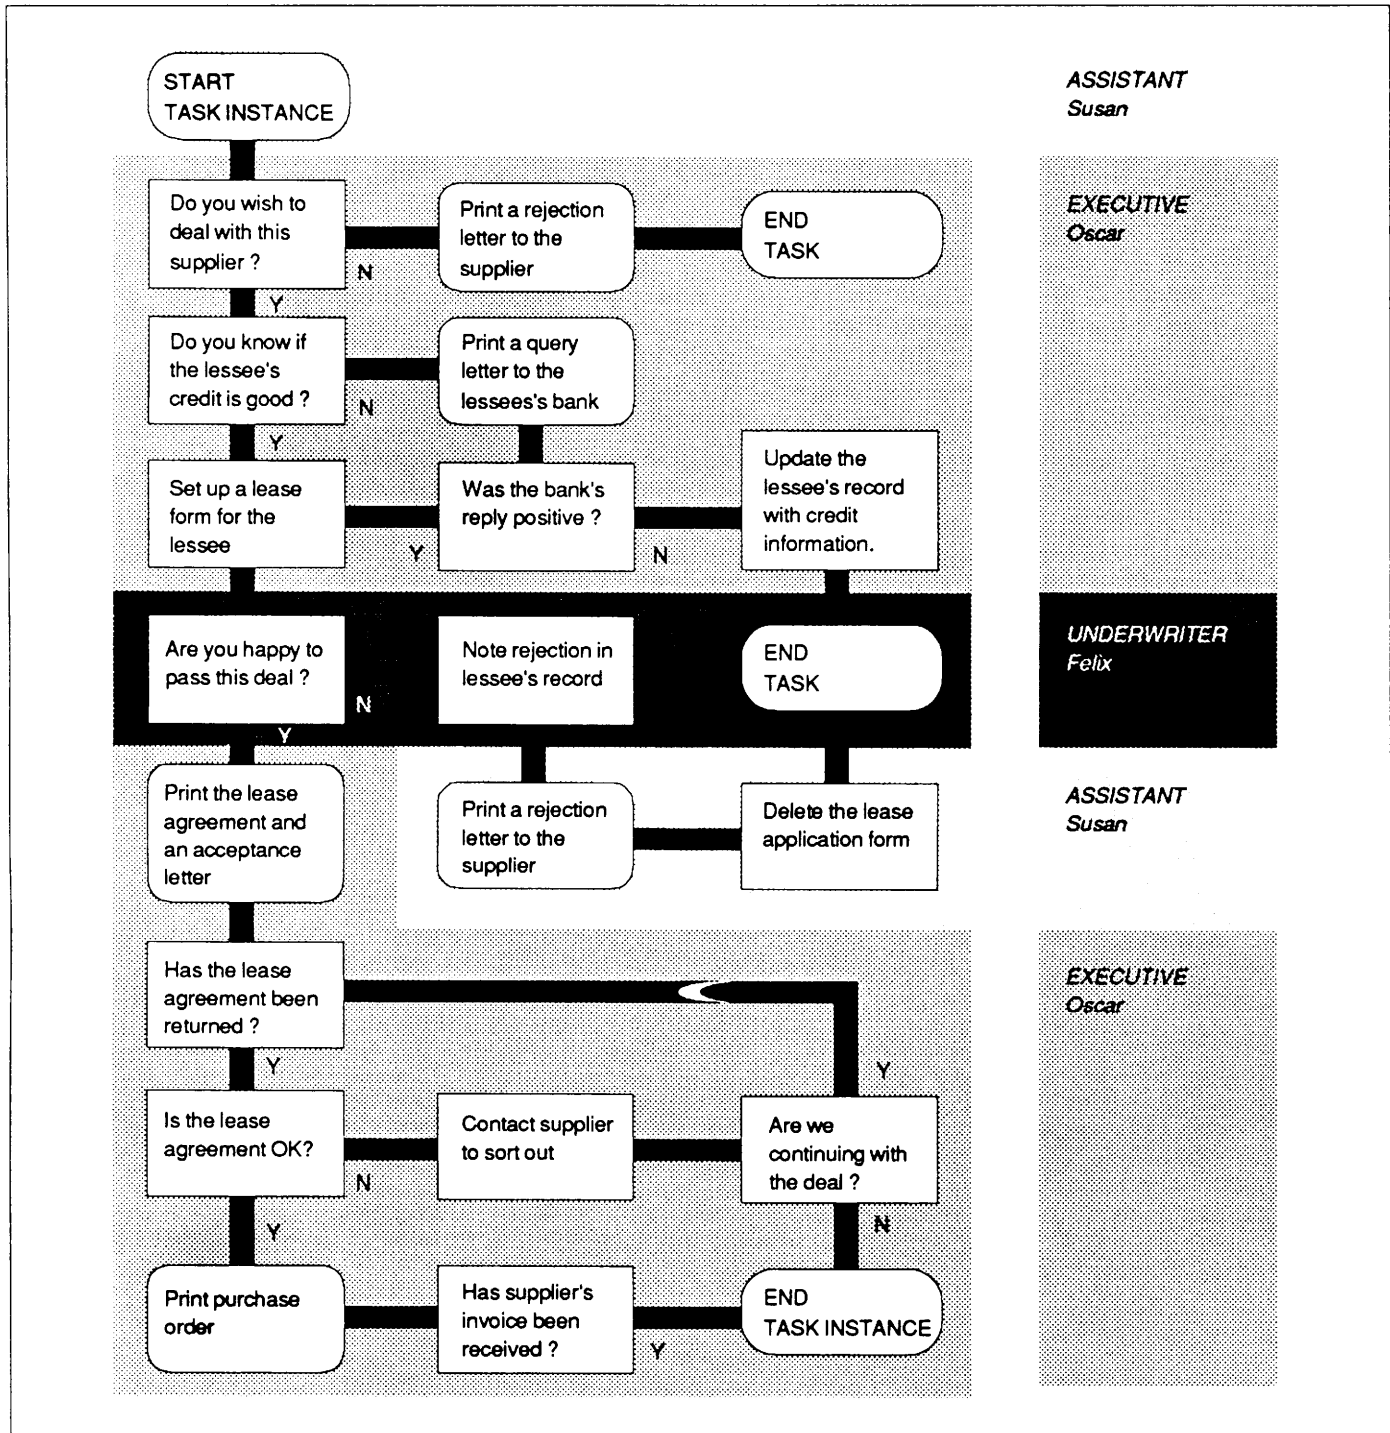 START
TASK INSTANCE
ASSISTANT
Susan
Do you wish to
deal with this
supplier ?
N
Y
Print a rejection
letter to the
supplier
END
TASK
EXECUTIVE
Oscar
Do you know if
the lessee's
credit is good ?
N
Y
Print a query
letter to the
lessees's bank
Set up a lease
form for the
lessee
Y
Was the bank's
reply positive ?
N
Update the
lessee's record
with credit
information.
Are you happy to
pass this deal ?
N
Y
Note rejection in
lessee's record
END
TASK
UNDERWRITER
Felix
Print the lease
agreement and
an acceptance
letter
Print a rejection
letter to the
supplier
Delete the lease
application form
ASSISTANT
Susan
Has the lease
agreement been
returned ?
Y
EXECUTIVE
Oscar
Y
Is the lease
agreement OK?
N
Y
Contact supplier
to sort out
Are we
continuing with
the deal ?
N
Print purchase
order
Has supplier's
invoice been
received ?
Y
END
TASK INSTANCE